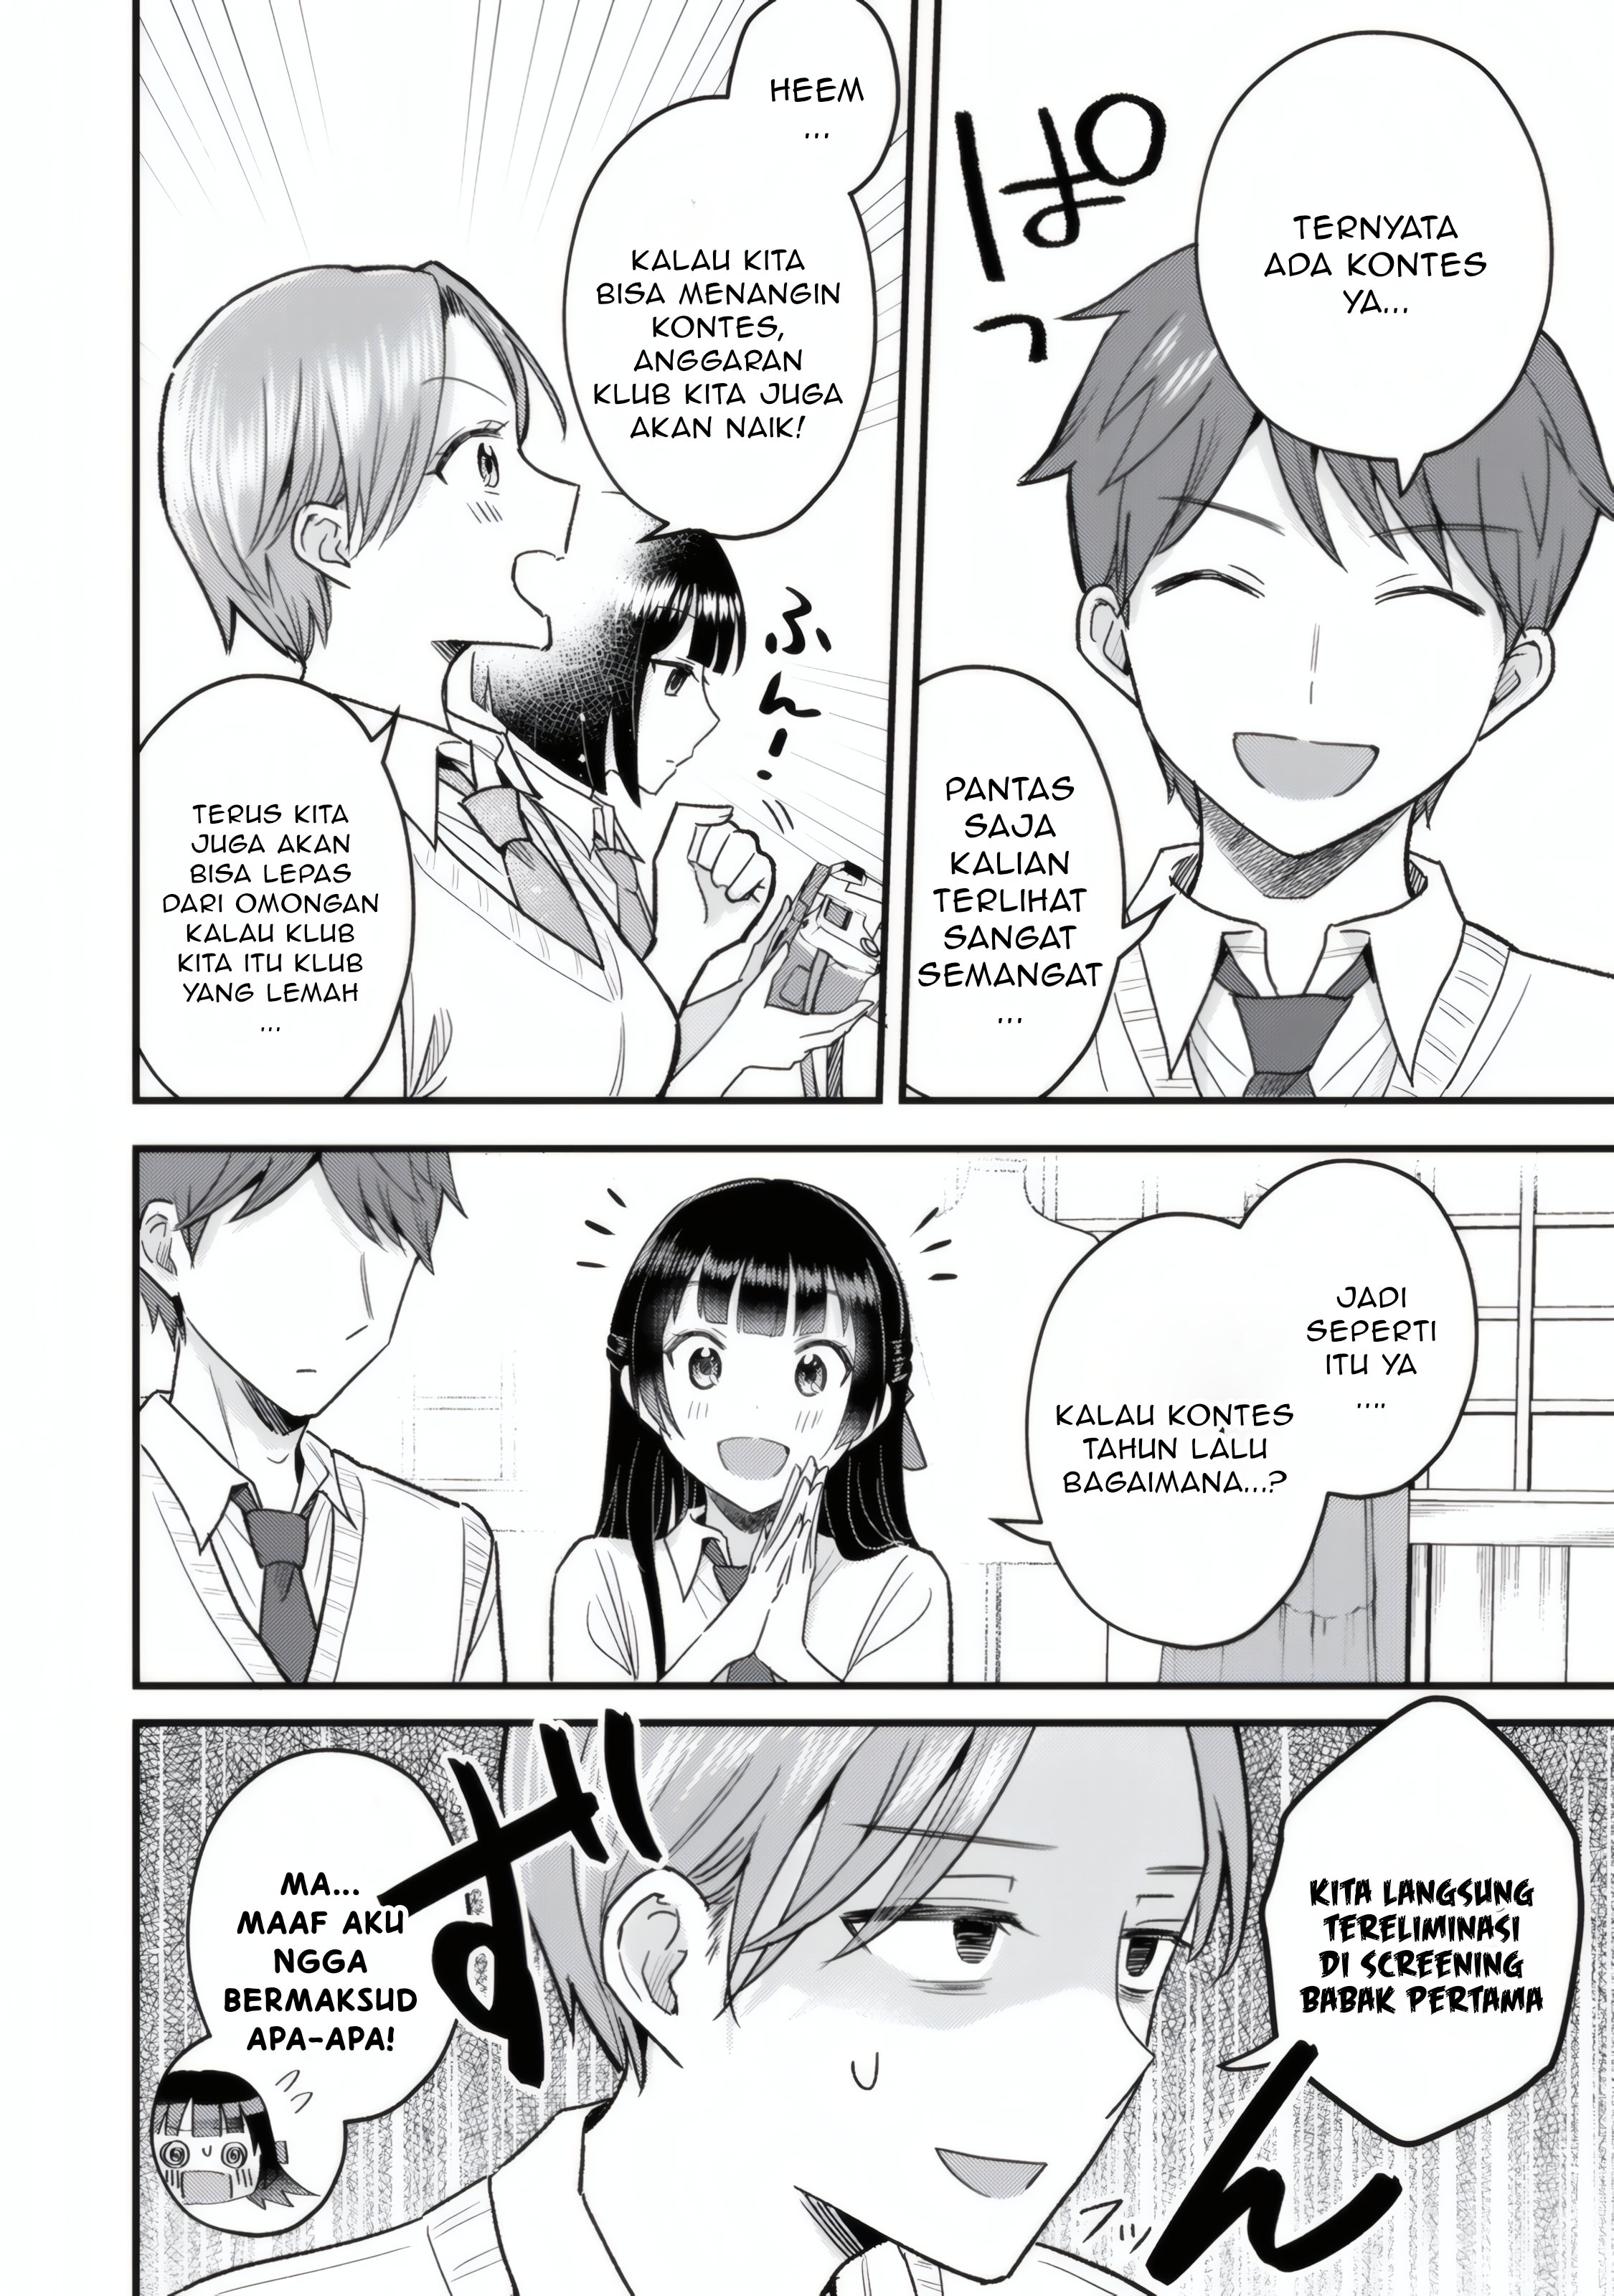 TERNYATA
ADA KONTES
YA...
ぱっ
PANTAS
SAJA
KALIAN
TERLIHAT
SANGAT
SEMANGAT
...
HEEM
...
KALAU KITA
BISA MENANGIN
KONTES,
ANGGARAN
KLUB KITA JUGA
AKAN NAIK!
ふんー
TERUS KITA
JUGA AKAN
BISA LEPAS
DARI OMONGAN
KALAU KLUB
KITA ITU KLUB
YANG LEMAH
...
JADI
SEPERTI
ITU YA
....
KALAU KONTES
TAHUN LALU
BAGAIMANA...?
KITA LANGSUNG
TERELIMINASI
DI SCREENING
BABAK PERTAMA
ずん
フッ
MA...
MAAF AKU
NGGA
BERMAKSUD
APA-APA!